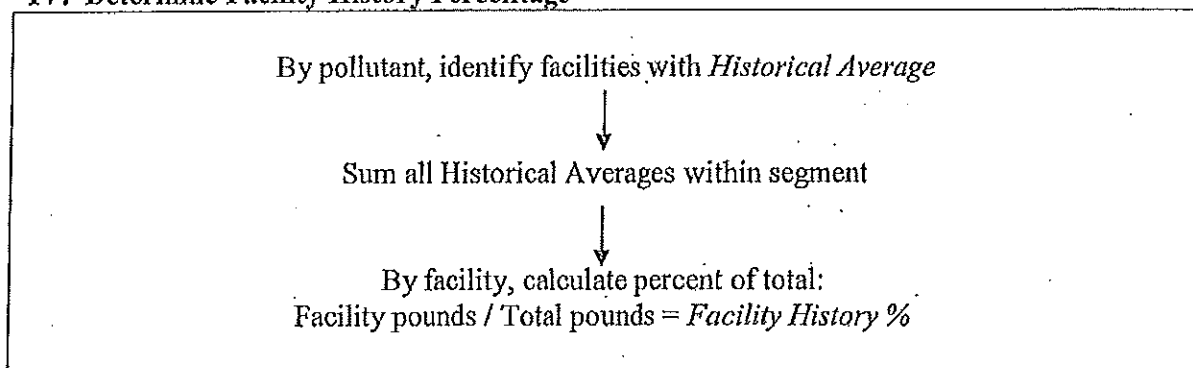 By pollutant, identify facilities with Historical Average
Sum all Historical Averages within segment
By facility, calculate percent of total:
Facility pounds / Total pounds = Facility History %